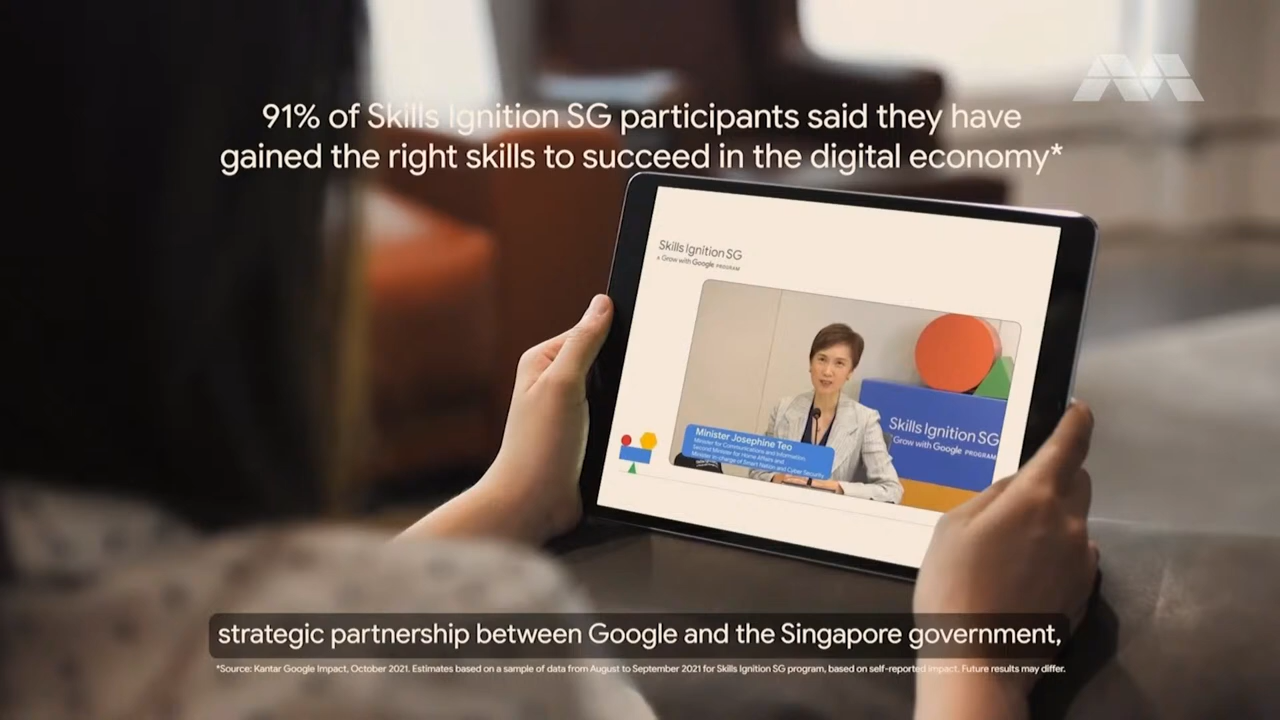 91% of Skills Ignition SG participants said they have
gained the right skills to succeed in the digital economy*
Skills Ignition SG
A Grow with Google PROGRAM
Skills Ignition SG
Grow with Google PROGRAM
Minister Josephine Teo
Minister for Communications and Information,
Second Minister for Home Affairs and
Minister-in-charge of Smart Nation and Cyber Security
strategic partnership between Google and the Singapore government,
*Source: Kantar Google Impact, October 2021. Estimates based on a sample of data from August to September 2021 for Skills Ignition SG program, based on self-reported impact. Future results may differ.